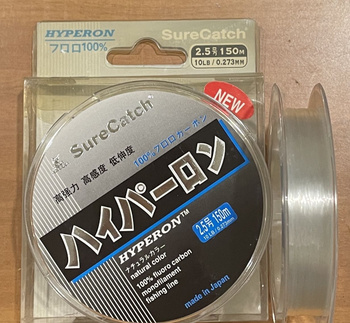 HYPERON
フロロ100%
SureCatch
2.5号 150M
10LB / 0.273MM
SureCatch
NEW
高強力 高感度 低伸度
100%フロロカーボン
ハイパーロン
HYPERON™
ナチュラルカラー
natural color
100% fluoro carbon
monofilament
fishing line
2.5号 150m
10LB/0.273mm
made in Japan